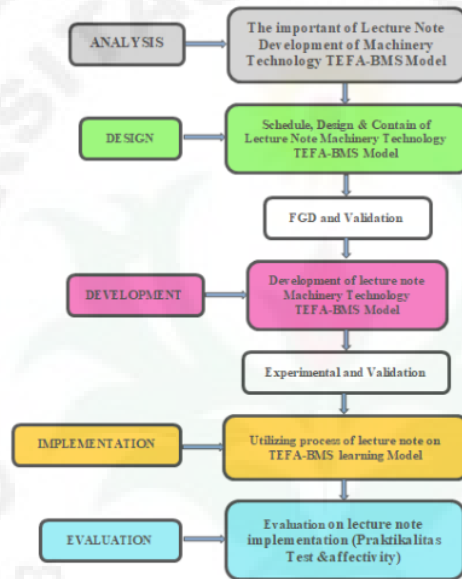 ANALYSIS
The important of Lecture Note
Development of Machinery
Technology TEFA-BMS Model
DESIGN
Schedule, Design & Contain of
Lecture Note Machinery Technology
TEFA-BMS Model
FGD and Validation
DEVELOPMENT
Development of lecture note
Machinery Technology
TEFA-BMS Model
Experimental and Validation
IMPLEMENTATION
Utilizing process of lecture note on
TEFA-BMS learning Model
EVALUATION
Evaluation on lecture note
implementation (Praktikalitas
Test &affectivity)